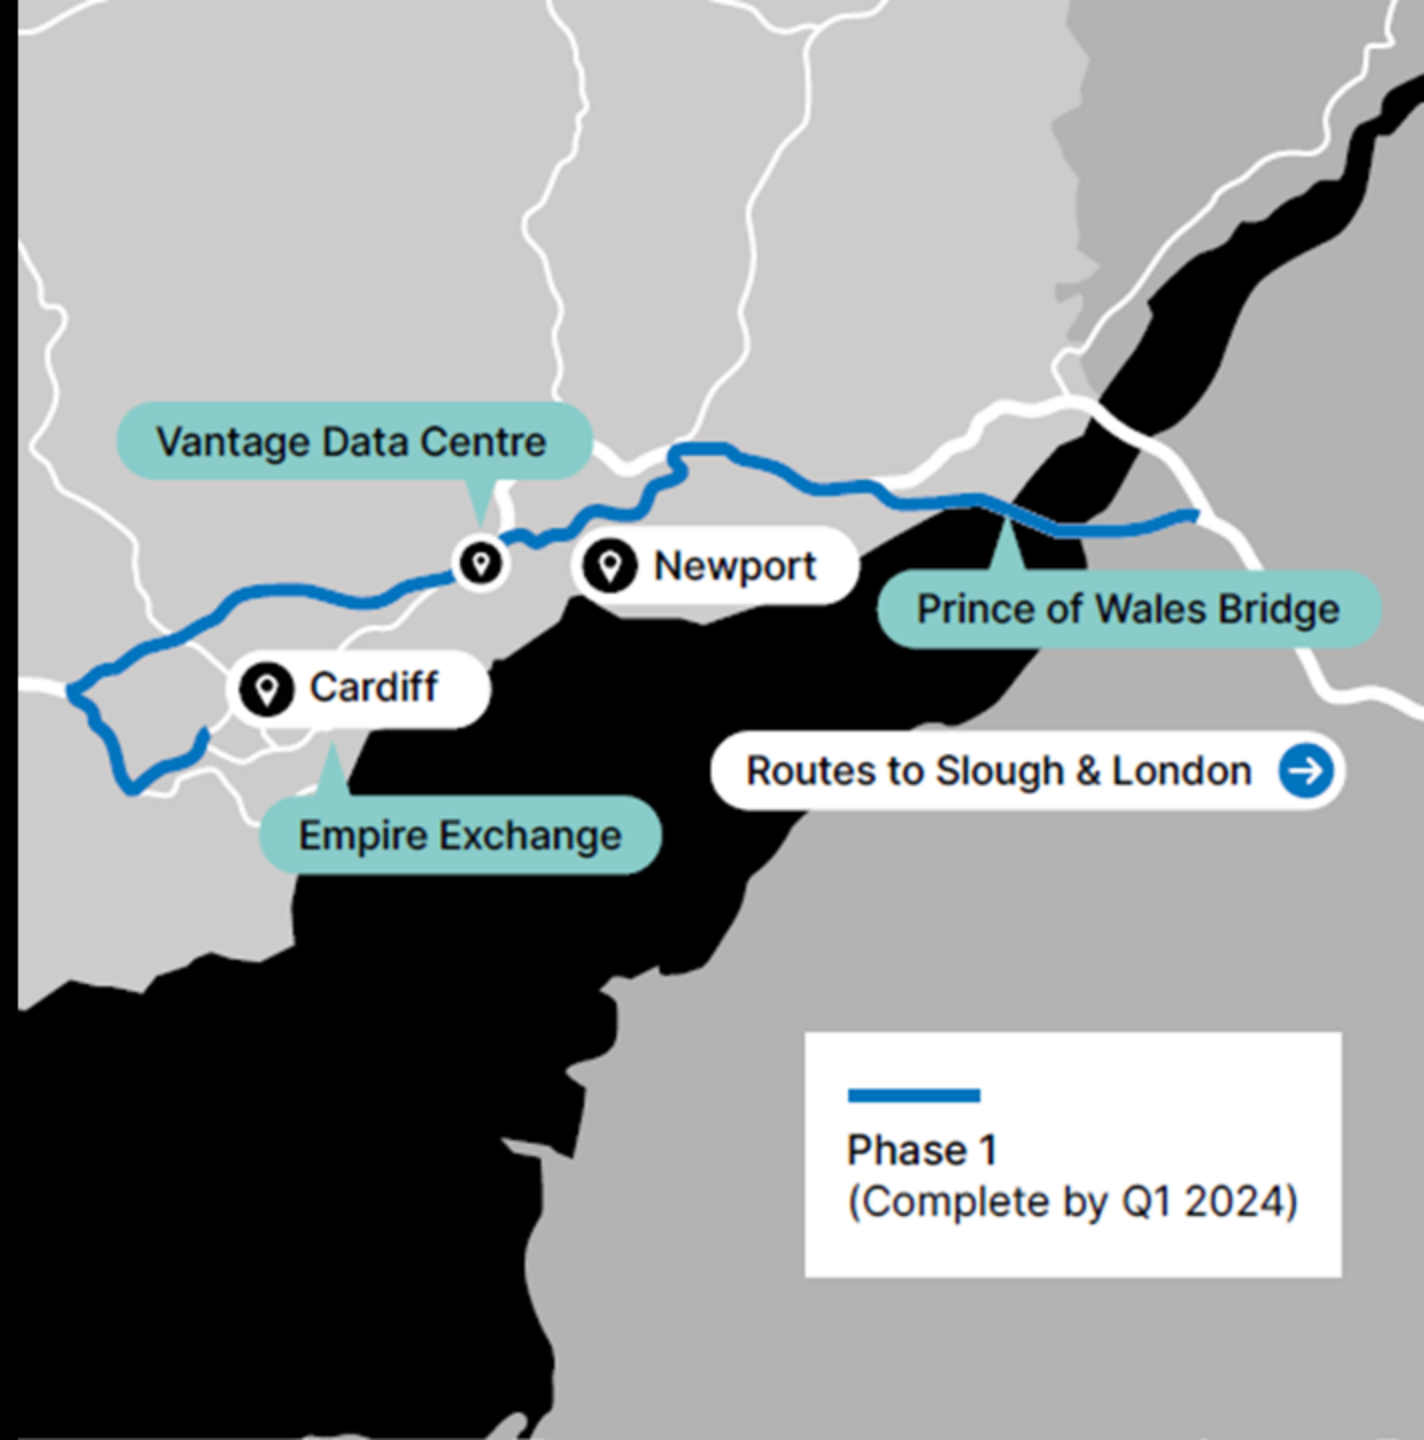 Vantage Data Centre
Newport
Prince of Wales Bridge
Cardiff
Routes to Slough & London
Empire Exchange
Phase 1
(Complete by Q1 2024)